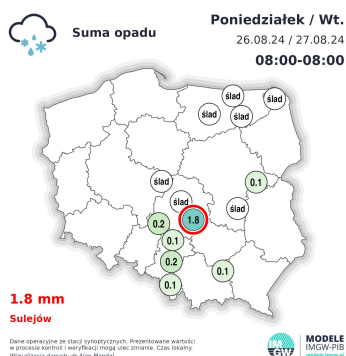 Suma opadu
Poniedziałek / Wt.
26.08.24 / 27.08.24
08:00-08:00
ślad
ślad
ślad
ślad
ślad
0.1
ślad
ślad
1.8
0.2
0.1
0.2
0.1
0.1
1.8 mm
Sulejów
Dane operacyjne ze stacji synoptycznych. Prezentowane wartości
w procesie kontroli i weryfikacji mogą ulec zmianie. Czas lokalny.
IM
GW
MODELE
IMGW-PIB